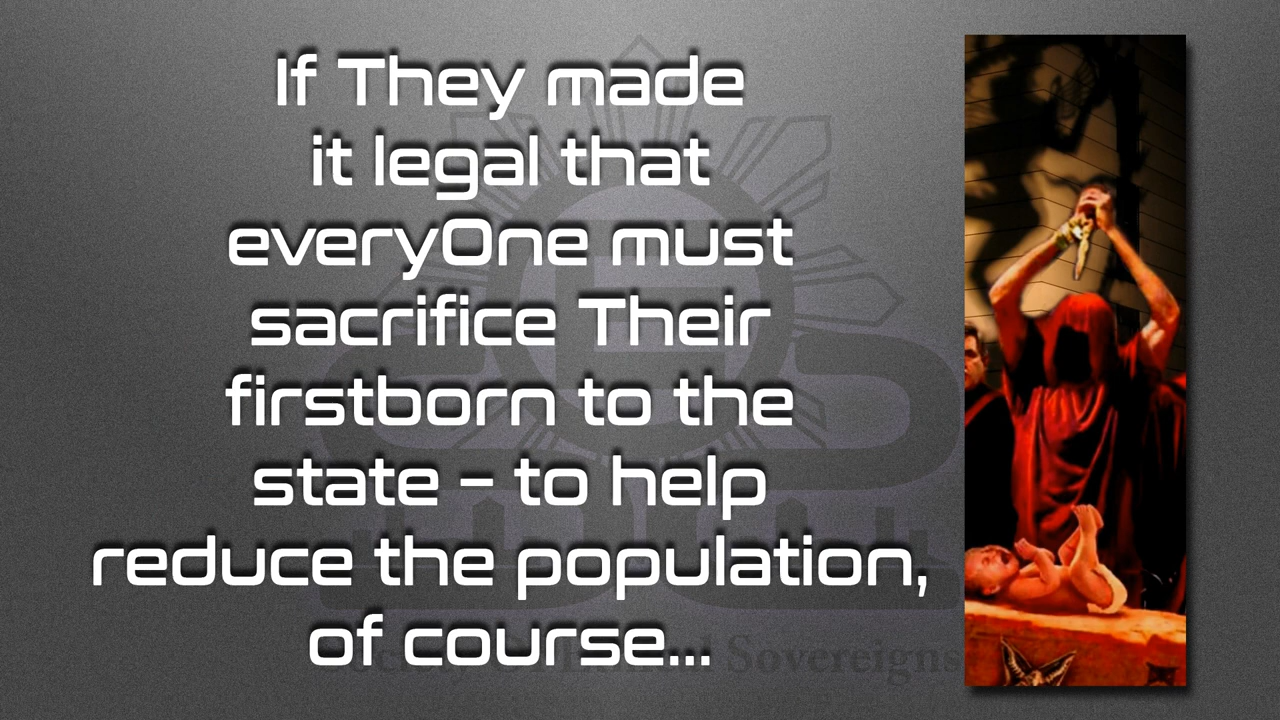 If They made
it legal that
everyOne must
sacrifice Their
firstborn to the
state – to help
reduce the population,
of course...
Sovereigns